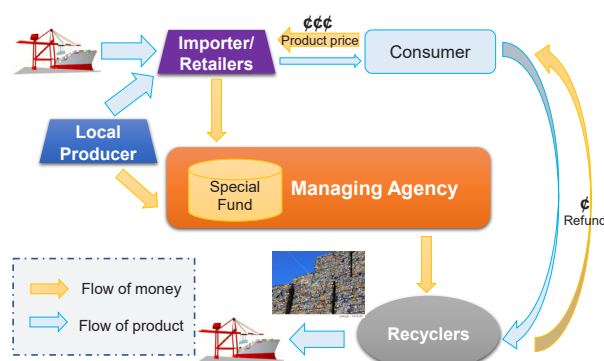 ¢¢¢
Importer/
Retailers
Product price
Consumer
Local
Producer
Special
Fund
Managing Agency
¢
Refund
Flow of money
Flow of product
Recyclers